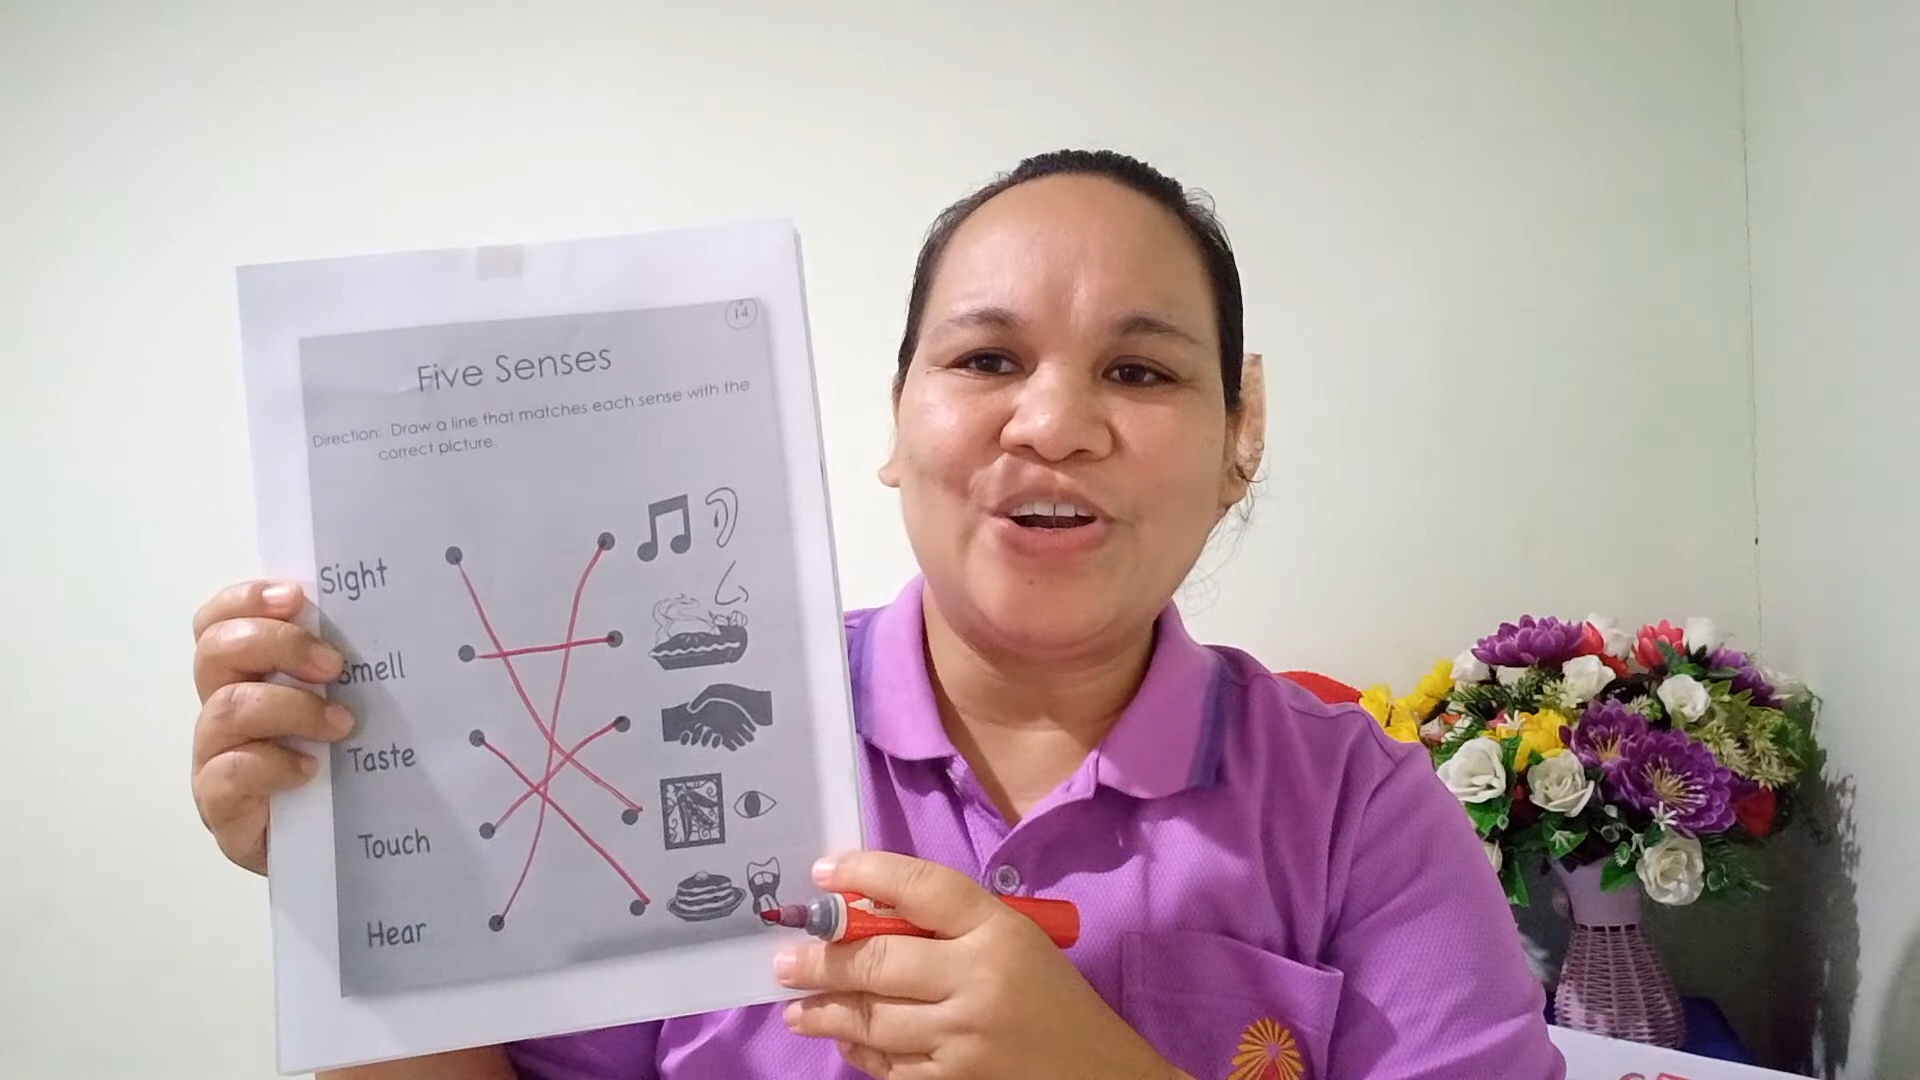 14
Five Senses
Direction: Draw a line that matches each sense with the
correct picture.
Sight
Smell
Taste
Touch
Hear